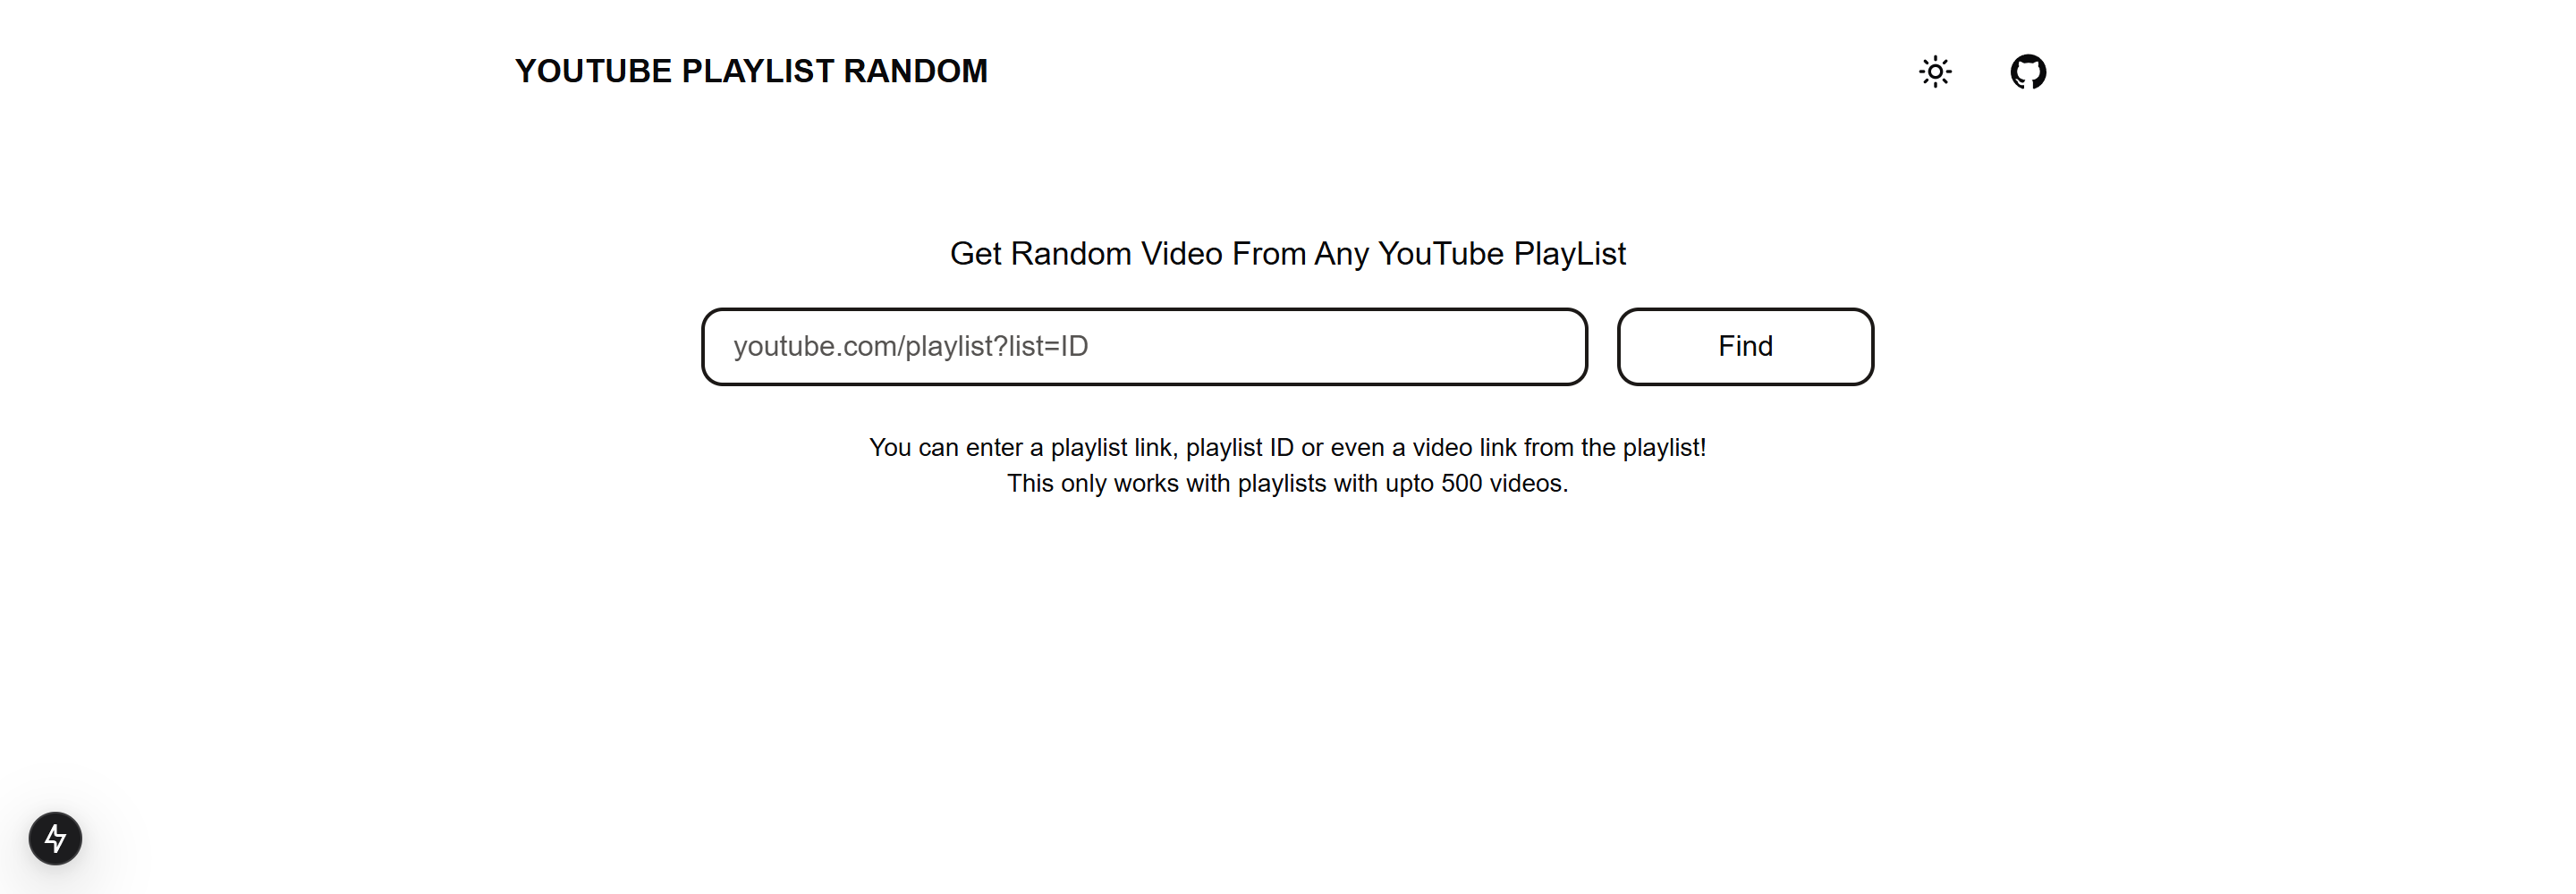 YOUTUBE PLAYLIST RANDOM
Get Random Video From Any YouTube PlayList
youtube.com/playlist?list=ID
Find
You can enter a playlist link, playlist ID or even a video link from the playlist!
This only works with playlists with upto 500 videos.